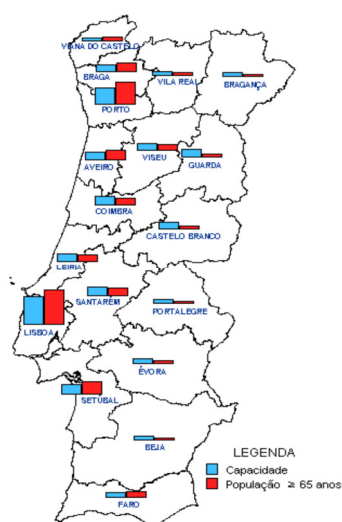 VIANA DO CASTELO
BRAGA
VILA REAL
BRAGANÇA
PORTO
AVEIRO
VISEU
GUARDA
COIMBRA
CASTELO BRANCO
LEIRIA
SANTARÉM
LISBOA
PORTALEGRE
ÉVORA
SETUBAL
BEJA
FARO
LEGENDA
Capacidade
População ≥ 65 anos